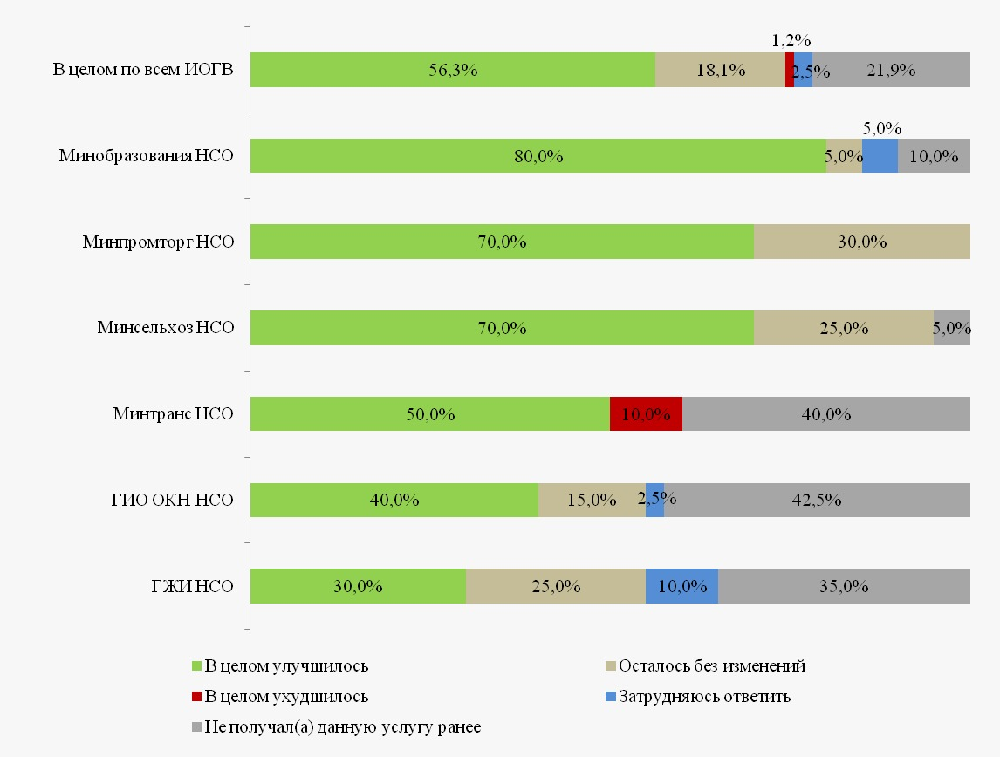 1,2%
В целом по всем ИОГВ 56,3% 18,1% 2,5% 21,9%
5,0%
Минобразования НСО 80,0% 5,0% 10,0%
Минпромторг НСО 70,0% 30,0%
Минсельхоз НСО 70,0% 25,0% 5,0%
Минтранс НСО 50,0% 10,0% 40,0%
ГИО ОКН НСО 40,0% 15,0% 2,5% 42,5%
ГЖИ НСО 30,0% 25,0% 10,0% 35,0%
В целом улучшилось Осталось без изменений
В целом ухудшилось Затрудняюсь ответить
Не получал(а) данную услугу ранее